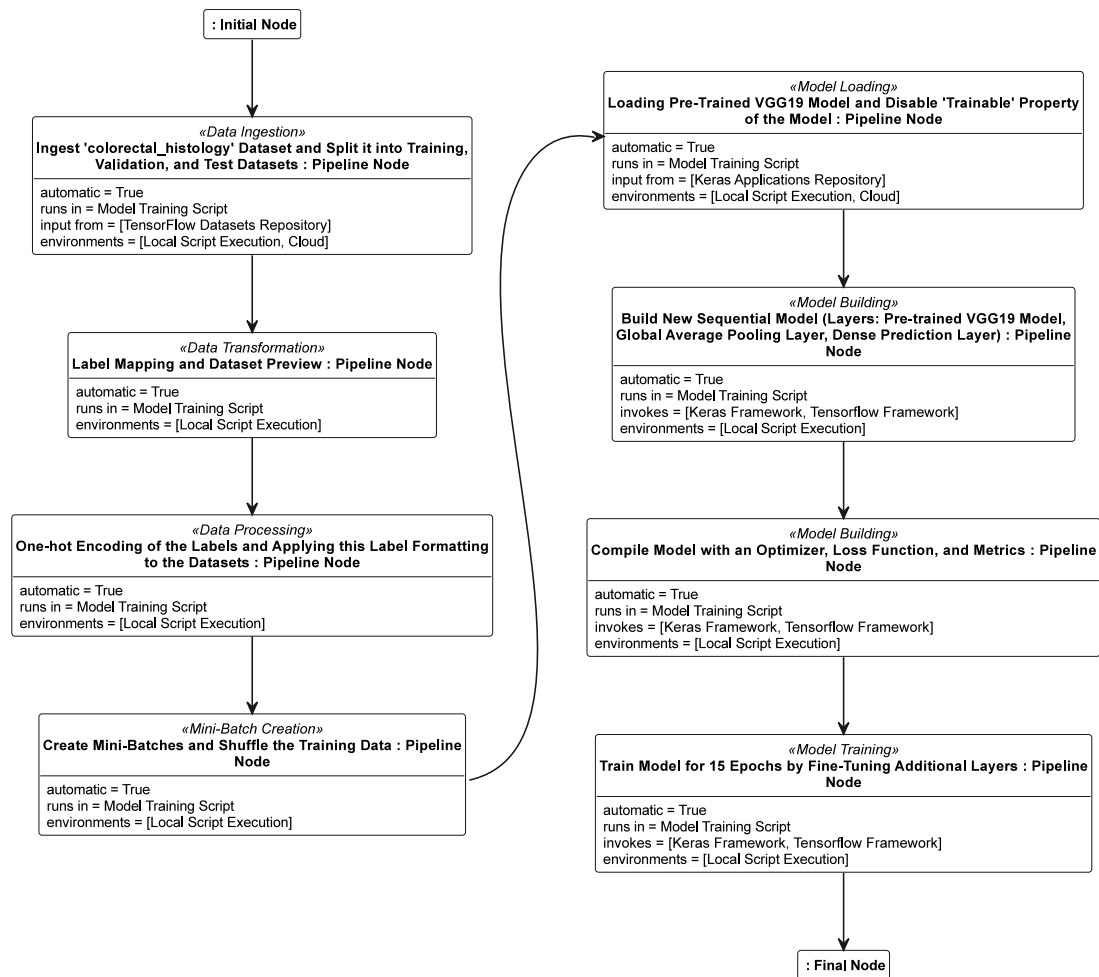 : Initial Node
«Data Ingestion»
Ingest 'colorectal_histology' Dataset and Split it into Training,
Validation, and Test Datasets : Pipeline Node
automatic = True
runs in = Model Training Script
input from = [TensorFlow Datasets Repository]
environments = [Local Script Execution, Cloud]
«Data Transformation»
Label Mapping and Dataset Preview : Pipeline Node
automatic = True
runs in = Model Training Script
environments = [Local Script Execution]
«Data Processing»
One-hot Encoding of the Labels and Applying this Label Formatting
to the Datasets : Pipeline Node
automatic = True
runs in = Model Training Script
environments = [Local Script Execution]
«Mini-Batch Creation»
Create Mini-Batches and Shuffle the Training Data : Pipeline
Node
automatic = True
runs in = Model Training Script
environments = [Local Script Execution]
«Model Loading»
Loading Pre-Trained VGG19 Model and Disable 'Trainable' Property
of the Model : Pipeline Node
automatic = True
runs in = Model Training Script
input from = [Keras Applications Repository]
environments = [Local Script Execution, Cloud]
«Model Building»
Build New Sequential Model (Layers: Pre-trained VGG19 Model,
Global Average Pooling Layer, Dense Prediction Layer) : Pipeline
Node
automatic = True
runs in = Model Training Script
invokes = [Keras Framework, Tensorflow Framework]
environments = [Local Script Execution]
«Model Building»
Compile Model with an Optimizer, Loss Function, and Metrics : Pipeline
Node
automatic = True
runs in = Model Training Script
invokes = [Keras Framework, Tensorflow Framework]
environments = [Local Script Execution]
«Model Training»
Train Model for 15 Epochs by Fine-Tuning Additional Layers : Pipeline
Node
automatic = True
runs in = Model Training Script
invokes = [Keras Framework, Tensorflow Framework]
environments = [Local Script Execution]
: Final Node